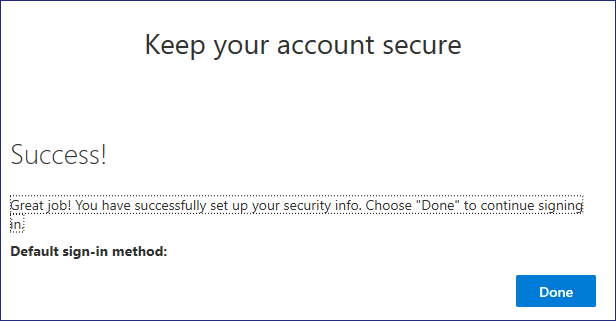 Keep your account secure
Success!
Great job! You have successfully set up your security info. Choose "Done" to continue signing
in.
Default sign-in method:
Done